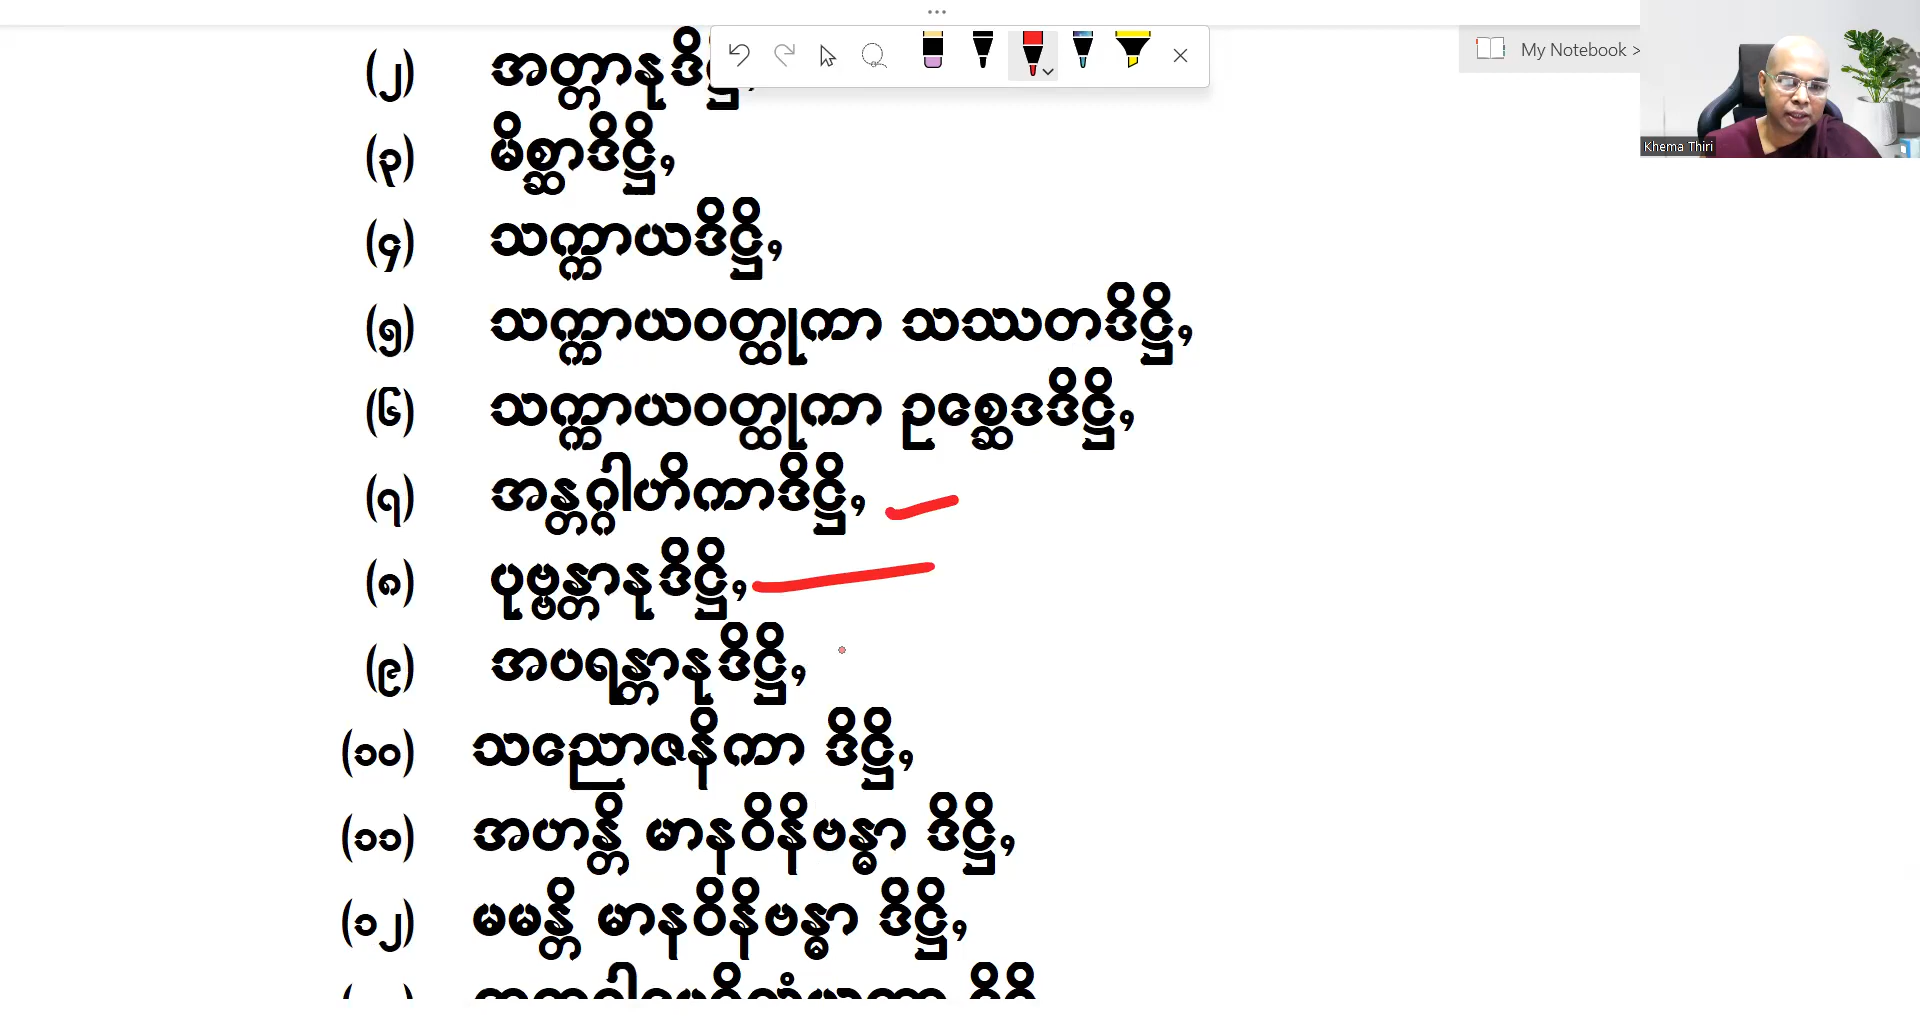 My Notebook >
Khema Thiri
(၂) အတ္တာနုဒိဋ္ဌိ,
(၃) မိစ္ဆာဒိဋ္ဌိ,
(၄) သက္ကာယဒိဋ္ဌိ,
(၅) သက္ကာယဝတ္ထုကာ သဿတဒိဋ္ဌိ,
(၆) သက္ကာယဝတ္ထုကာ ဥစ္ဆေဒဒိဋ္ဌိ,
(၇) အန္တဂ္ဂါဟိကာဒိဋ္ဌိ,
(၈) ပုဗ္ဗန္တာနုဒိဋ္ဌိ,
(၉) အပရန္တာနုဒိဋ္ဌိ,
(၁၀) သညောဇနိကာ ဒိဋ္ဌိ,
(၁၁) အဟန္တိ မာနဝိနိဗန္ဓာ ဒိဋ္ဌိ,
(၁၂) မမန္တိ မာနဝိနိဗန္ဓာ ဒိဋ္ဌိ,